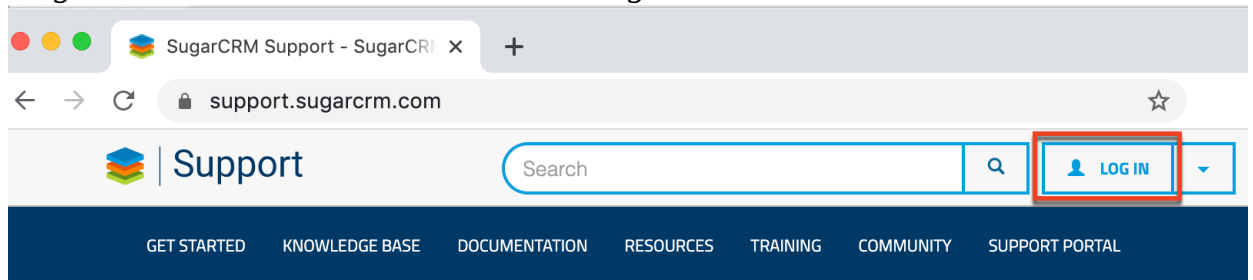 SugarCRM Support - SugarCR
support.sugarcrm.com
Support
Search
LOG IN
GET STARTED KNOWLEDGE BASE DOCUMENTATION RESOURCES TRAINING COMMUNITY SUPPORT PORTAL